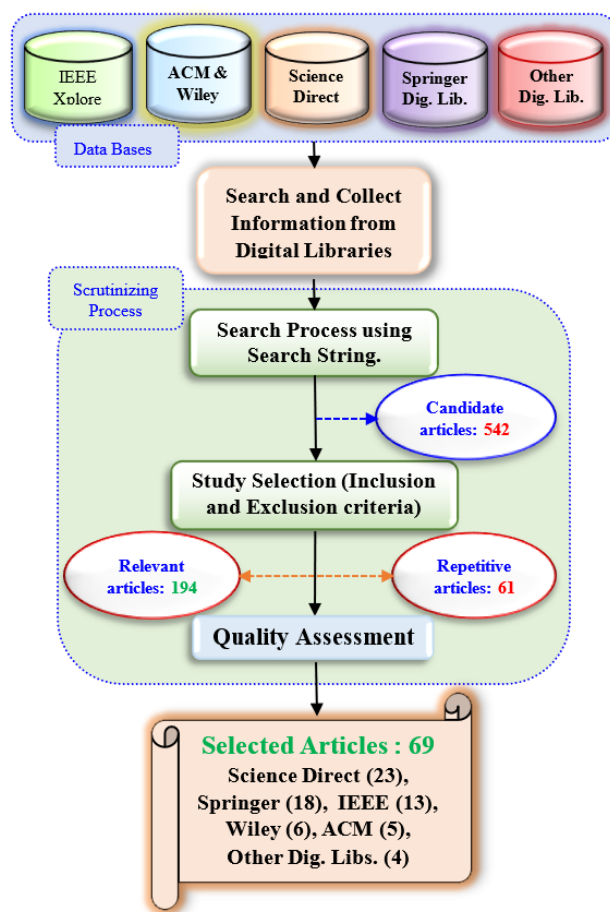 IEEE
Xplore
ACM &
Wiley
Science
Direct
Springer
Dig. Lib.
Other
Dig. Lib.
Data Bases
Search and Collect
Information from
Digital Libraries
Scrutinizing
Process
Search Process using
Search String.
Candidate
articles: 542
Study Selection (Inclusion
and Exclusion criteria)
Relevant
articles: 194
Repetitive
articles: 61
Quality Assessment
Selected Articles : 69
Science Direct (23),
Springer (18), IEEE (13),
Wiley (6), ACM (5),
Other Dig. Libs. (4)